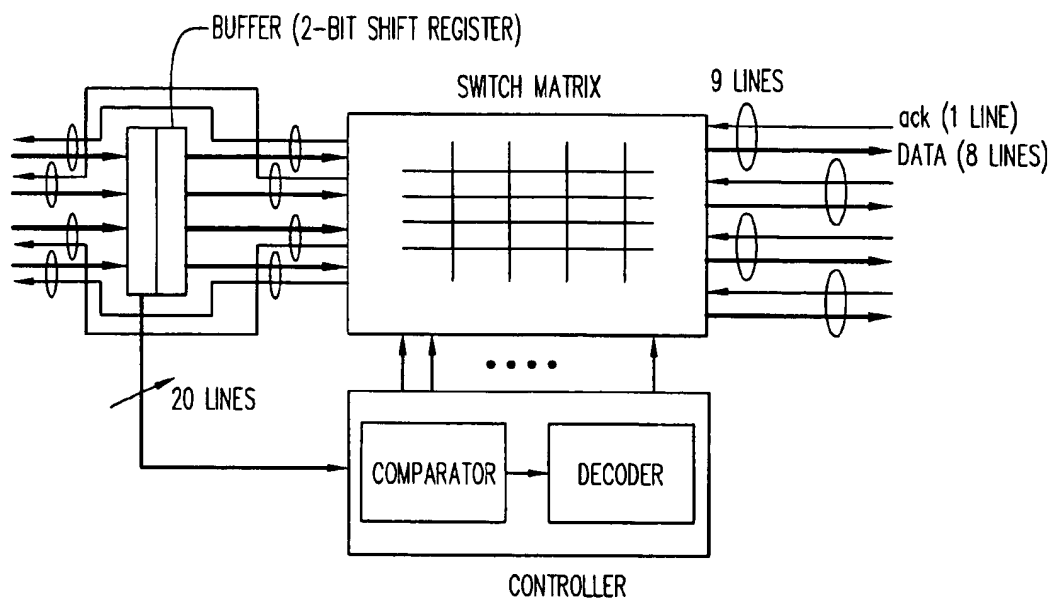 BUFFER (2-BIT SHIFT REGISTER)
SWITCH MATRIX
9 LINES
ack (1 LINE)
DATA (8 LINES)
20 LINES
COMPARATOR
DECODER
CONTROLLER